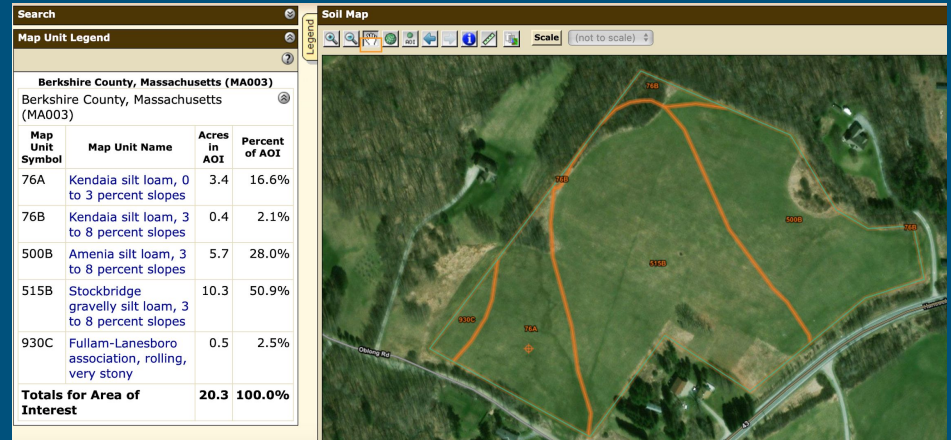 Search
Map Unit Legend
Berkshire County, Massachusetts (MA003)
Berkshire County, Massachusetts
(MA003)
Map
Unit
Symbol
Map Unit Name
Acres
in
AOI
Percent
of AOI
76A
Kendaia silt loam, 0
to 3 percent slopes
3.4
16.6%
76B
Kendaia silt loam, 3
to 8 percent slopes
0.4
2.1%
500B
Amenia silt loam, 3
to 8 percent slopes
5.7
28.0%
515B
Stockbridge
gravelly silt loam, 3
to 8 percent slopes
10.3
50.9%
930C
Fullam-Lanesboro
association, rolling,
very stony
0.5
2.5%
Totals for Area of
Interest
20.3
100.0%
Legend
Soil Map
AOI
Scale
(not to scale)
76B
76B
500B
76B
515B
930C
76A
Oblong Rd
43